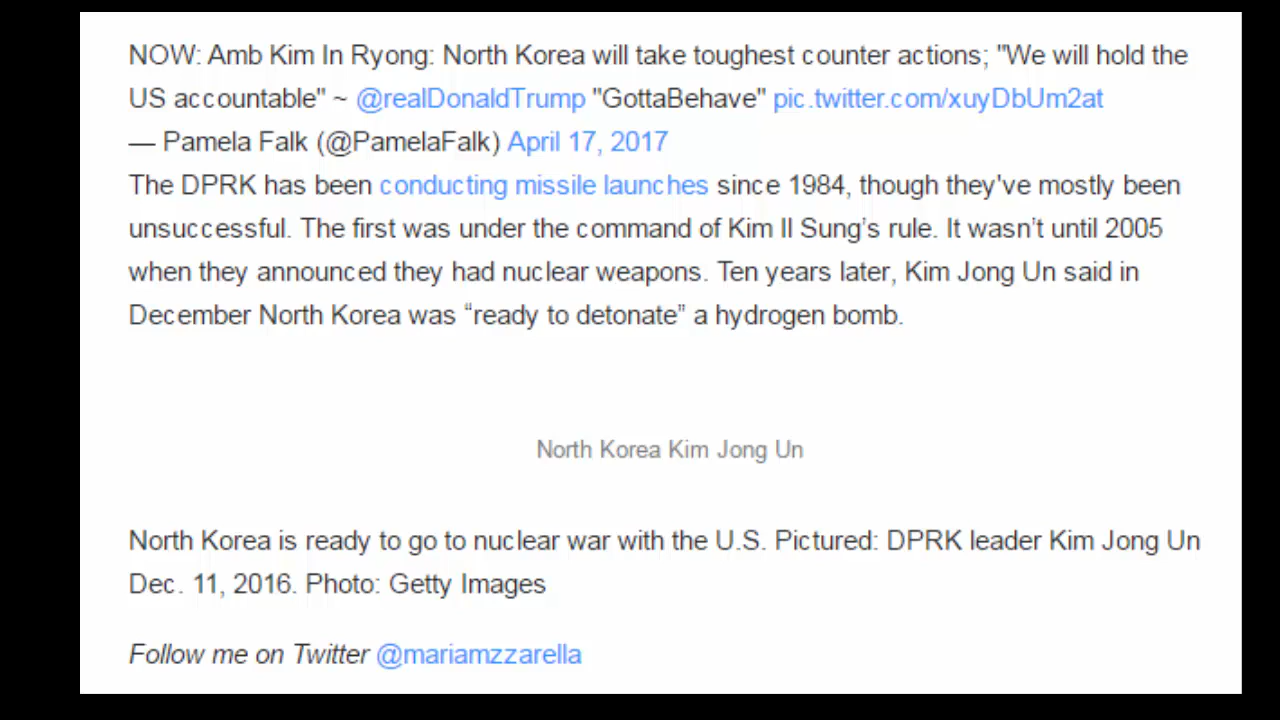 NOW: Amb Kim In Ryong: North Korea will take toughest counter actions; "We will hold the
US accountable" ~ @realDonaldTrump "GottaBehave" pic.twitter.com/xuyDbUm2at
— Pamela Falk (@PamelaFalk) April 17, 2017
The DPRK has been conducting missile launches since 1984, though they've mostly been
unsuccessful. The first was under the command of Kim Il Sung’s rule. It wasn’t until 2005
when they announced they had nuclear weapons. Ten years later, Kim Jong Un said in
December North Korea was “ready to detonate” a hydrogen bomb.
North Korea Kim Jong Un
North Korea is ready to go to nuclear war with the U.S. Pictured: DPRK leader Kim Jong Un
Dec. 11, 2016. Photo: Getty Images
Follow me on Twitter @mariamzzarella